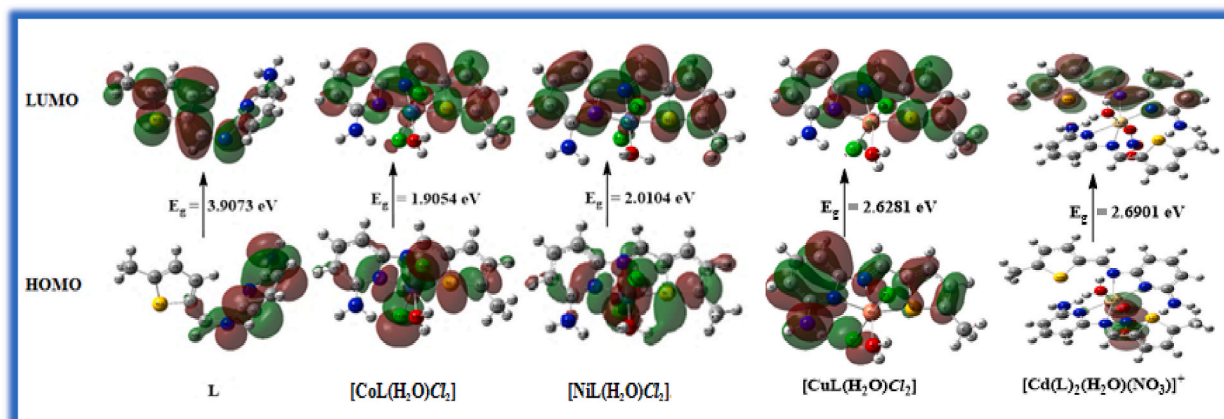 LUMO
E_g = 3.9073 eV
E_g = 1.9054 eV
E_g = 2.0104 eV
E_g = 2.6281 eV
E_g = 2.6901 eV
HOMO
L
[CoL(H₂O)Cl₂]
[NiL(H₂O)Cl₂]
[CuL(H₂O)Cl₂]
[Cd(L)₂(H₂O)(NO₃)]⁺